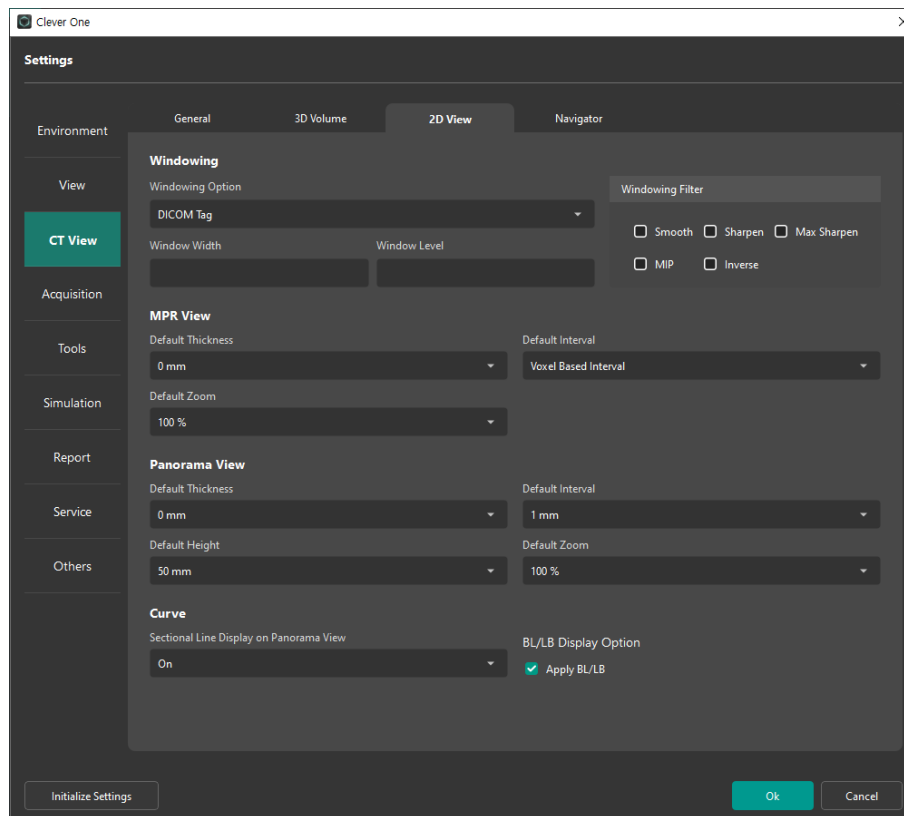 Clever One
Settings
General 3D Volume 2D View Navigator
Environment
View
CT View
Acquisition
Tools
Simulation
Report
Service
Others
Windowing
Windowing Option
DICOM Tag
Window Width Window Level
Windowing Filter
Smooth Sharpen Max Sharpen
MIP Inverse
MPR View
Default Thickness Default Interval
0 mm Voxel Based Interval
Default Zoom
100 %
Panorama View
Default Thickness Default Interval
0 mm 1 mm
Default Height Default Zoom
50 mm 100 %
Curve
Sectional Line Display on Panorama View BL/LB Display Option
On Apply BL/LB
Initialize Settings Ok Cancel